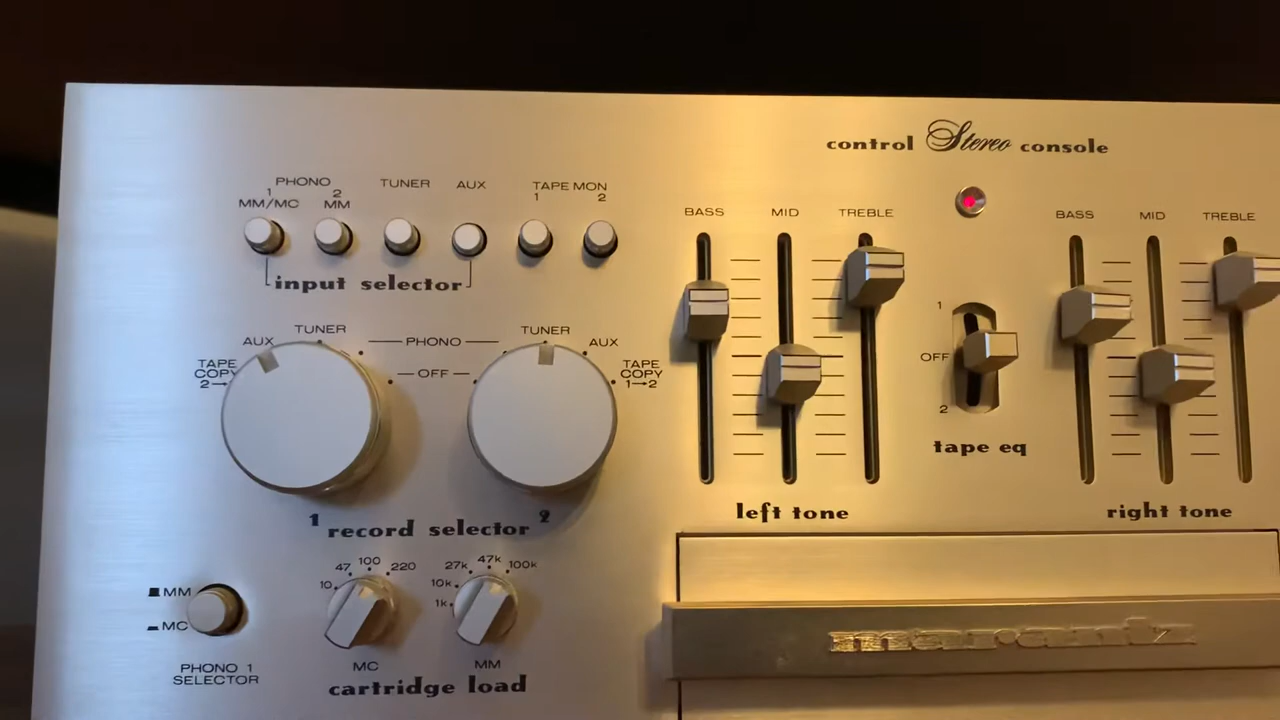 control Stereo console
PHONO
1 2
MM/MC MM
TUNER
AUX
TAPE MON
1 2
input selector
BASS MID TREBLE
BASS MID TREBLE
1
OFF
2
tape eq
left tone
right tone
TAPE
COPY
2→
AUX
TUNER
PHONO
OFF
TUNER
AUX
TAPE
COPY
1→2
1 record selector 2
MM
MC
PHONO 1
SELECTOR
10 47 100 220
MC
1k 10k 27k 47k 100k
MM
cartridge load
marantz